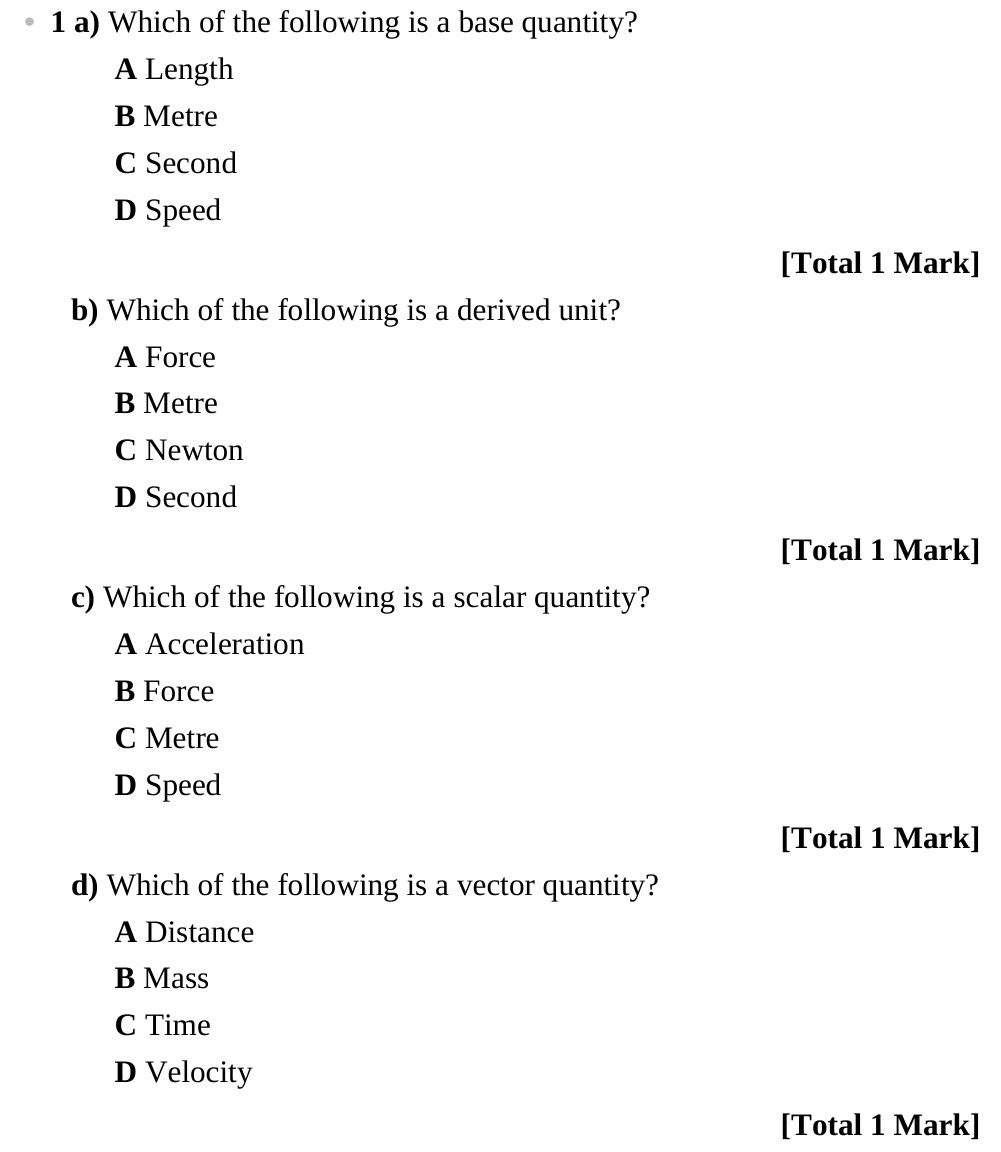 • 1 a) Which of the following is a base quantity?
A Length
B Metre
C Second
D Speed
[Total 1 Mark]
b) Which of the following is a derived unit?
A Force
B Metre
C Newton
D Second
[Total 1 Mark]
c) Which of the following is a scalar quantity?
A Acceleration
B Force
C Metre
D Speed
[Total 1 Mark]
d) Which of the following is a vector quantity?
A Distance
B Mass
C Time
D Velocity
[Total 1 Mark]